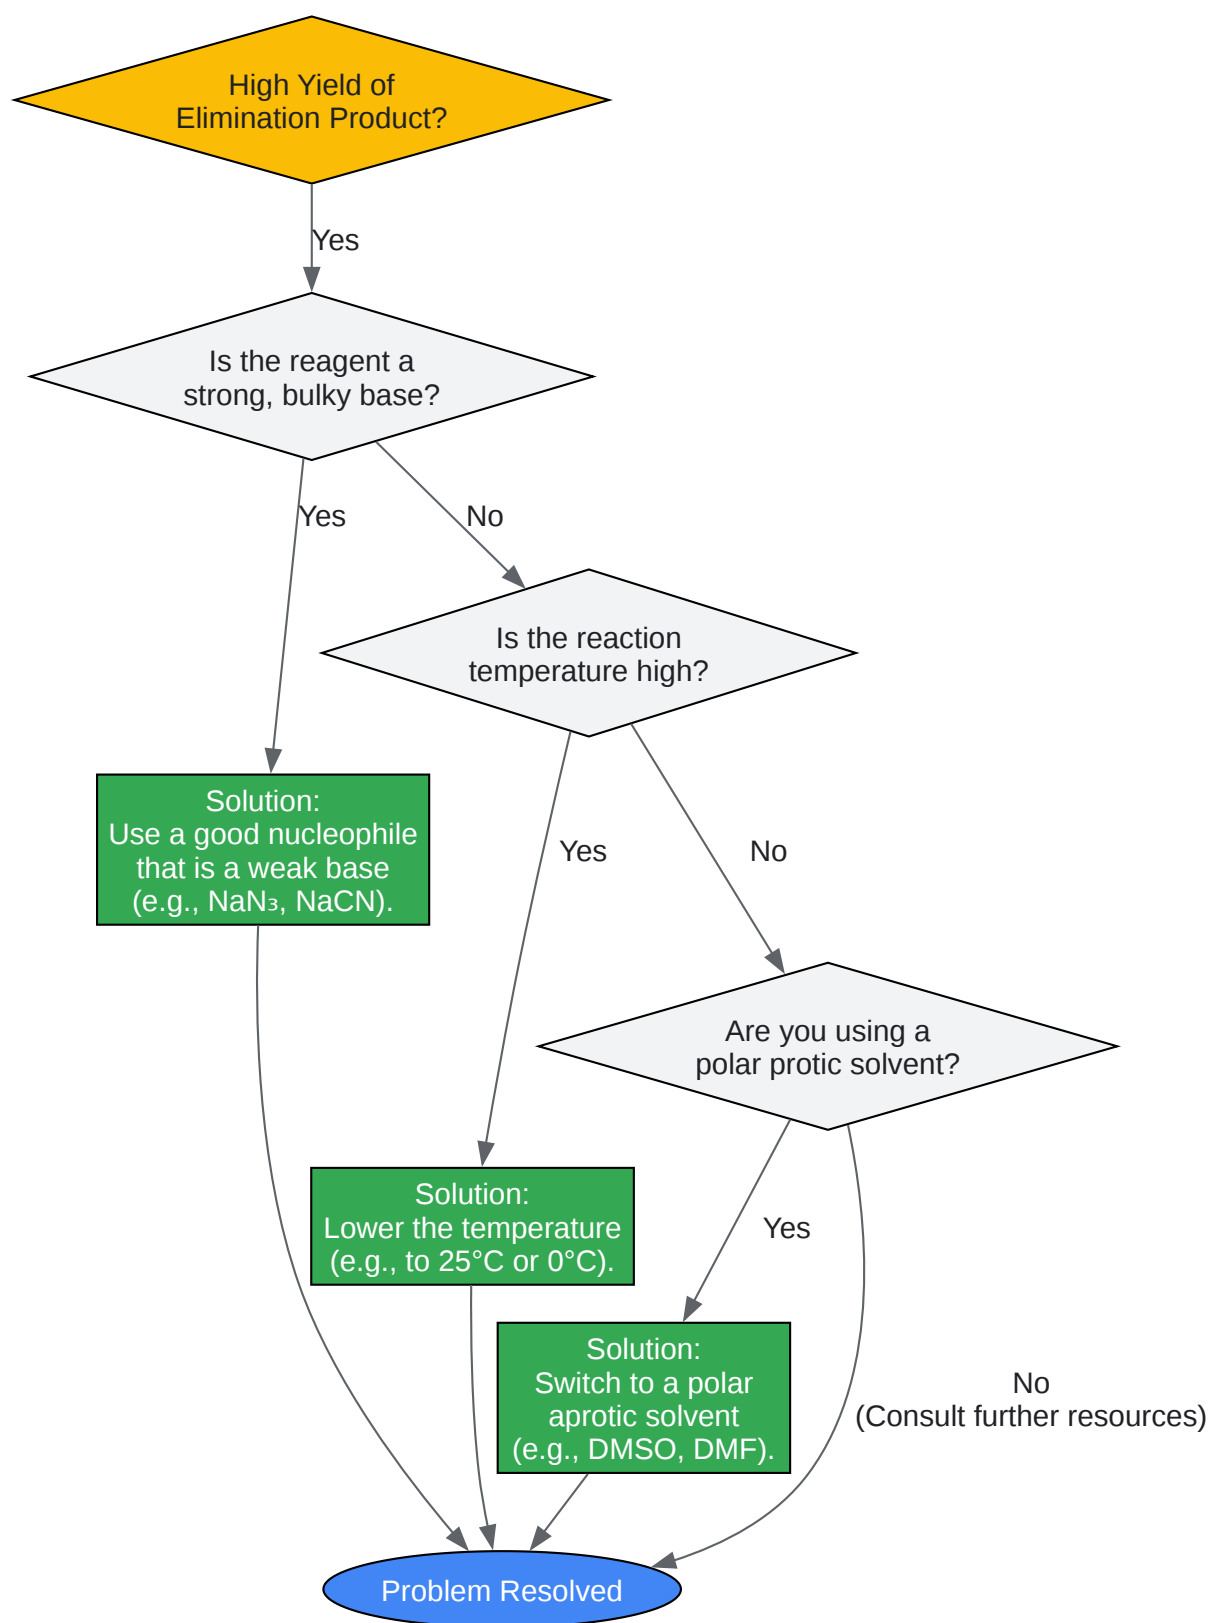 High Yield of
Elimination Product?
Yes
Is the reagent a
strong, bulky base?
Yes
No
Is the reaction
temperature high?
Solution:
Use a good nucleophile
that is a weak base
(e.g., NaN₃, NaCN).
Yes
No
Are you using a
polar protic solvent?
Solution:
Lower the temperature
(e.g., to 25°C or 0°C).
Yes
Solution:
Switch to a polar
aprotic solvent
(e.g., DMSO, DMF).
No
(Consult further resources)
Problem Resolved